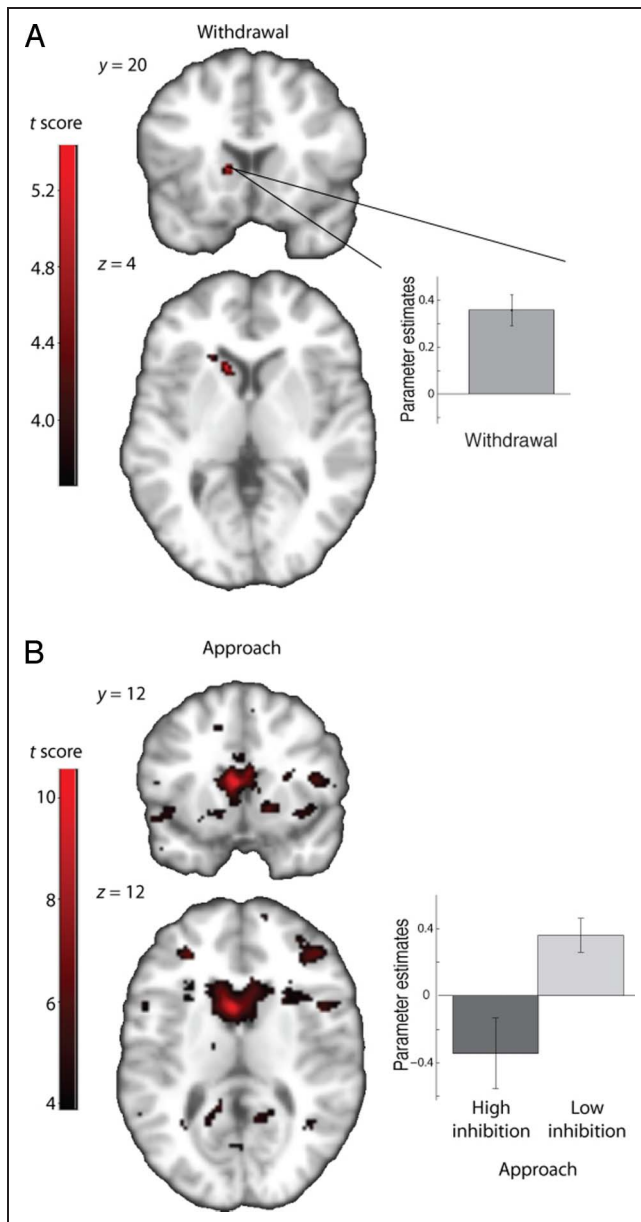 A
Withdrawal
y = 20
t score
5.2
4.8
4.4
4.0
z = 4
Parameter estimates
0.4
0.2
0
Withdrawal
B
Approach
y = 12
t score
10
8
6
4
z = 12
Parameter estimates
0.4
0
−0.4
High
inhibition
Low
inhibition
Approach